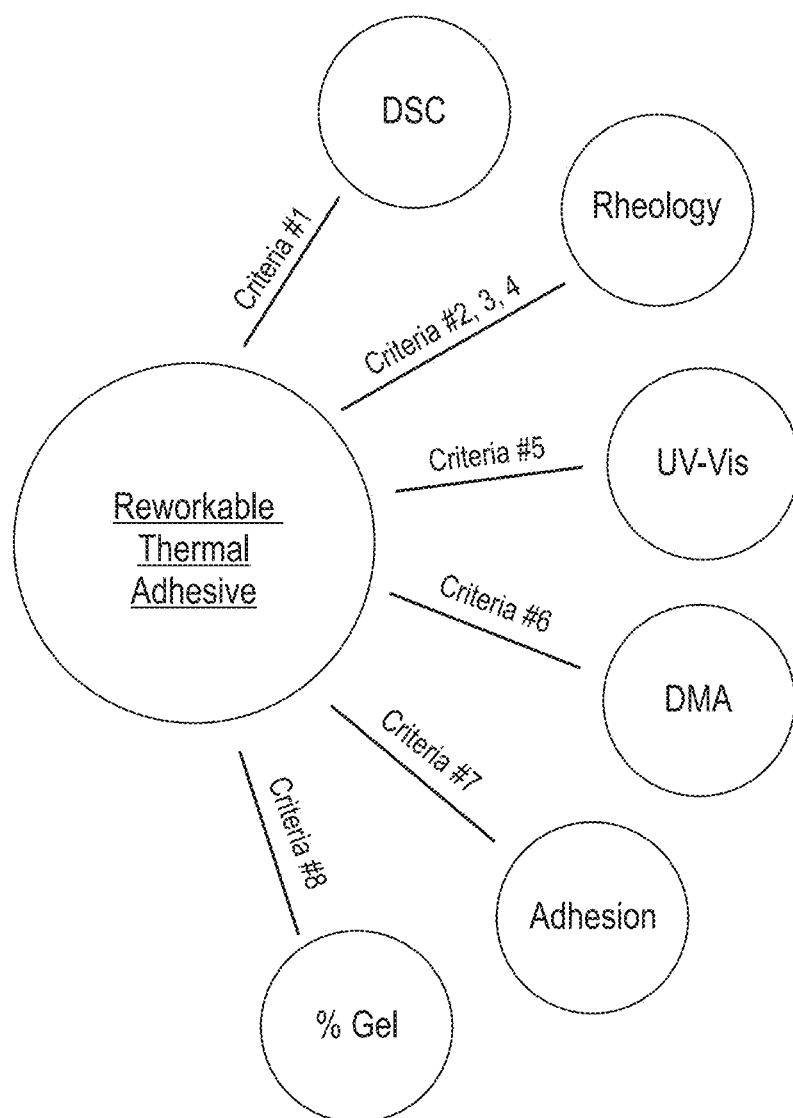 DSC
Rheology
Criteria #1
Criteria #2, 3, 4
UV-Vis
Criteria #5
Reworkable
Thermal
Adhesive
Criteria #6
DMA
Criteria #7
Adhesion
Criteria #8
% Gel